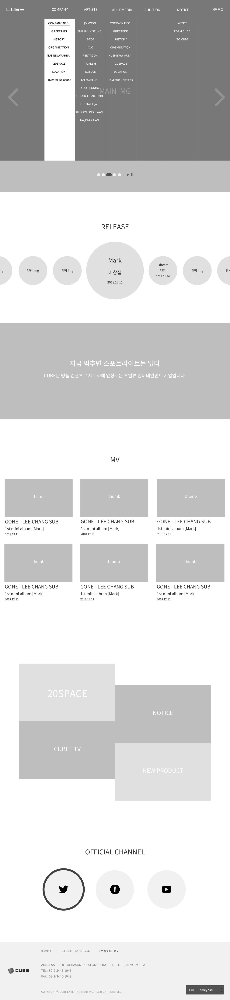 CUBE
COMPANY ARTISTS MULTIMEDIA AUDITION NOTICE 사이트맵
COMPANY INFO
GREETINGS
HISTORY
ORGANIZATION
NUSINEWW AREA
20SPACE
LOVATION
Investor Relations
JO KWON
JANG HYUN SEUNG
BTOB
CLC
PENTAGON
TRIPLE H
(G)I-DLE
LAI KUAN LIN
YOO SEONHO
A TRAIN TO AUTUMN
LEE HWEE JAE
HEO KYEONG HWAN
NA JONGCHAN
COMPANY INFO
GREETINGS
HISTORY
ORGANIZATION
NUSINEWW AREA
20SPACE
LOVATION
Investor Relations
NOTICE
FORM CUBE
TO CUBE
MAIN IMG
RELEASE
앨범 img
앨범 img
Mark
이창섭
2018.12.11
I dream
엘키
2018.11.24
앨범 img
지금 멈추면 스포트라이트는 없다
CUBE는 명품 컨텐츠로 세계화에 앞장서는 초일류 엔터테인먼트 기업입니다.
MV
thumb
GONE - LEE CHANG SUB
1st mini album [Mark]
2018.12.11
thumb
GONE - LEE CHANG SUB
1st mini album [Mark]
2018.12.11
thumb
GONE - LEE CHANG SUB
1st mini album [Mark]
2018.12.11
thumb
GONE - LEE CHANG SUB
1st mini album [Mark]
2018.12.11
thumb
GONE - LEE CHANG SUB
1st mini album [Mark]
2018.12.11
thumb
GONE - LEE CHANG SUB
1st mini album [Mark]
2018.12.11
20SPACE
NOTICE
CUBEE TV
NEW PRODUCT
OFFICIAL CHANNEL
이용약관 | 이메일주소 무단수집거부 | 개인정보취급방침
CUBE
ADDRESS : 7F, 83, ACHASAN-RO, SEONGDONG-GU, SEOUL, 04793 KOREA
TEL : 82-2-3445-1045
FAX : 02-2-3445-1048
COPYRIGHT ⓒ CUBE ENTERTAINMENT INC, ALL RIGHT RESERVED.
CUBE Family Site